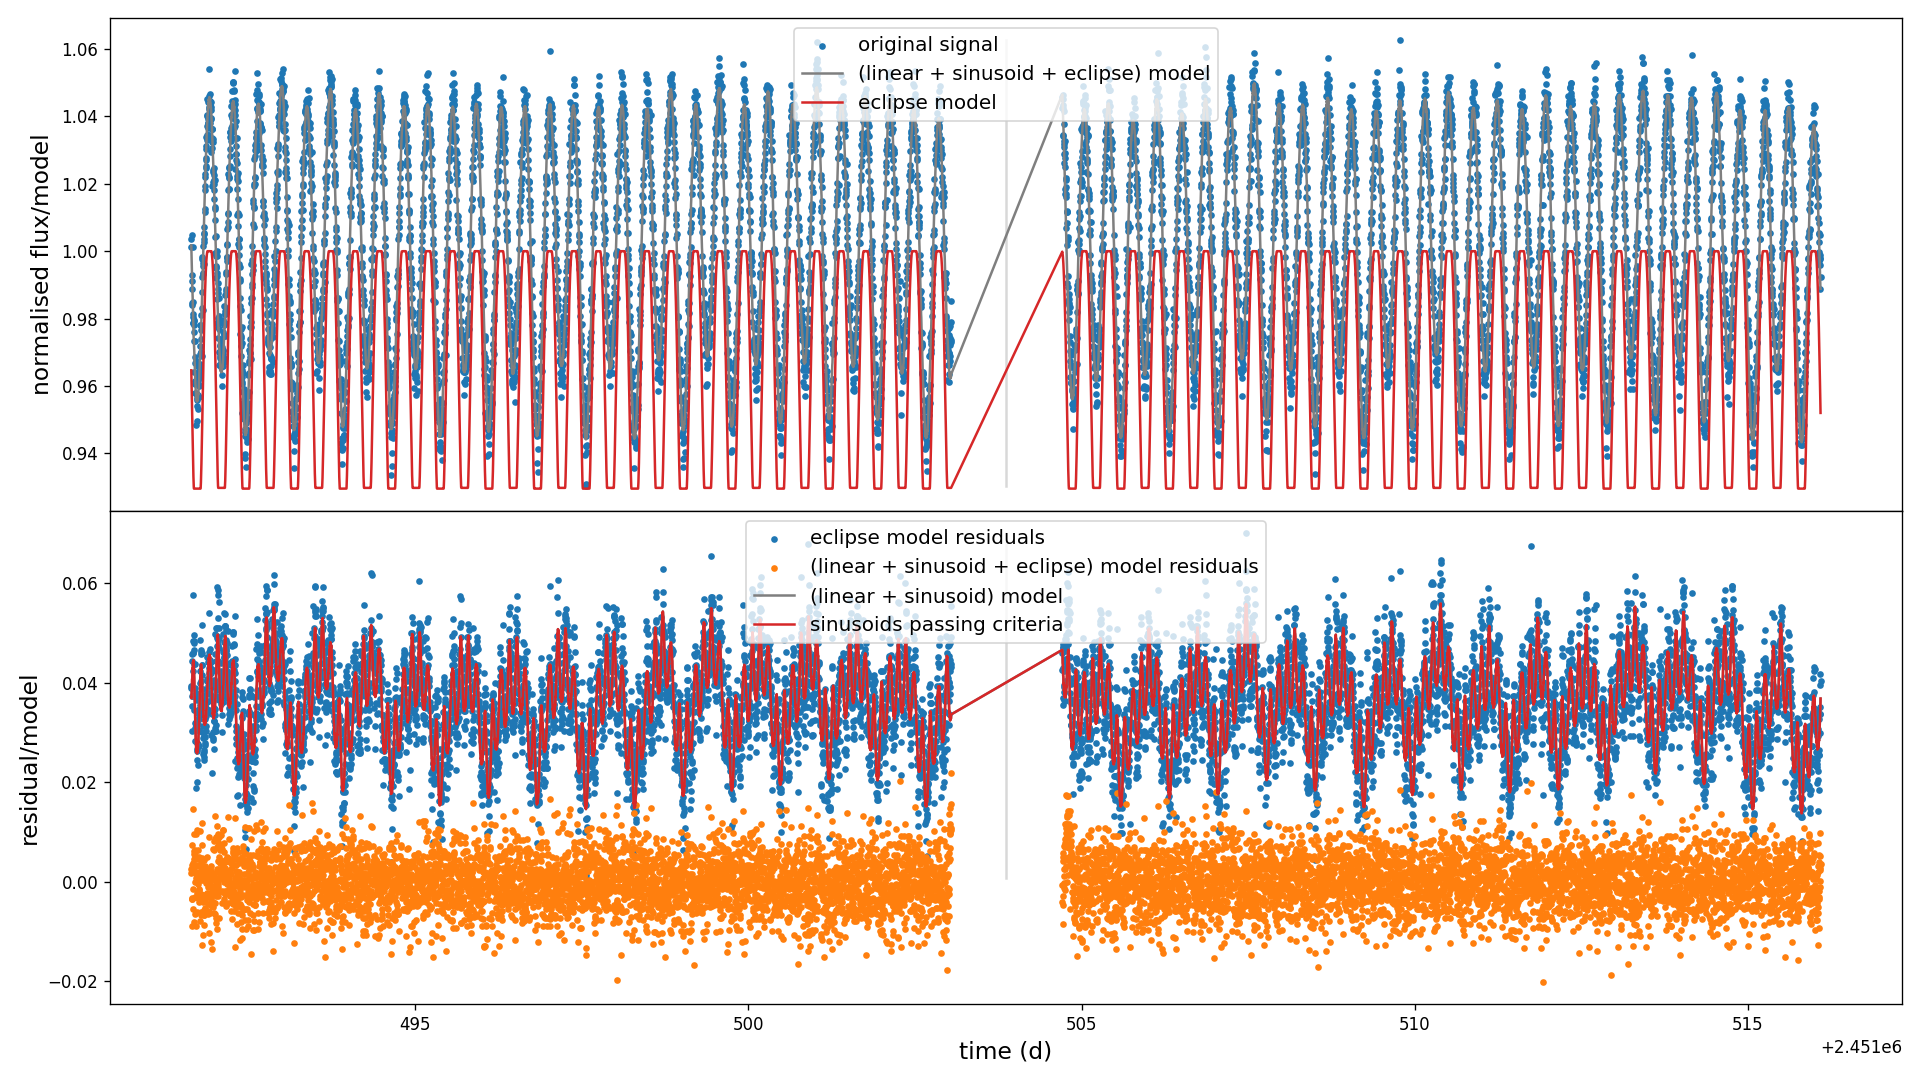 original signal
(linear + sinusoid + eclipse) model
eclipse model
1.06
1.04
1.02
1.00
0.98
0.96
0.94
normalised flux/model
eclipse model residuals
(linear + sinusoid + eclipse) model residuals
(linear + sinusoid) model
sinusoids passing criteria
0.06
0.04
0.02
0.00
−0.02
residual/model
495
500
505
510
515
time (d)
+2.451e6